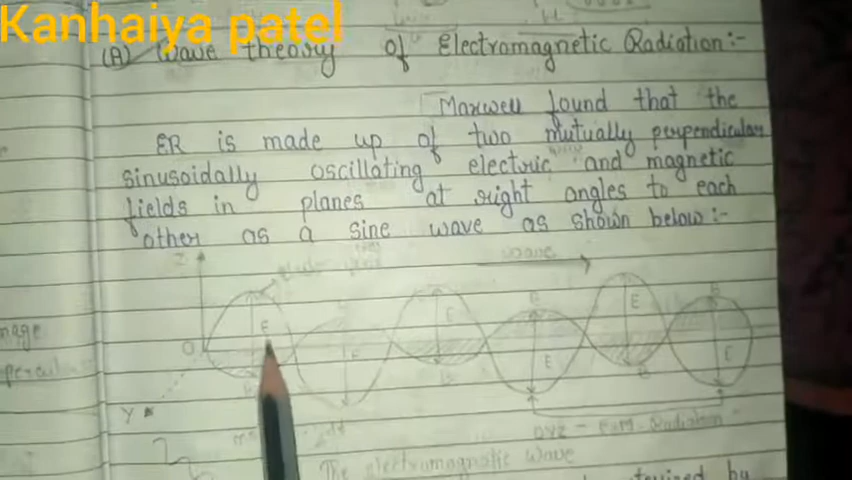 Kanhaiya patel
(A) Wave theory of Electromagnetic Radiation:-
Maxwell found that the
ER is made up of two mutually perpendicular
sinusoidally oscillating electric and magnetic
fields in planes at right angles to each
other as a sine wave as shown below:-
Z wave
E E E E E
O
Y
The electromagnetic wave
by